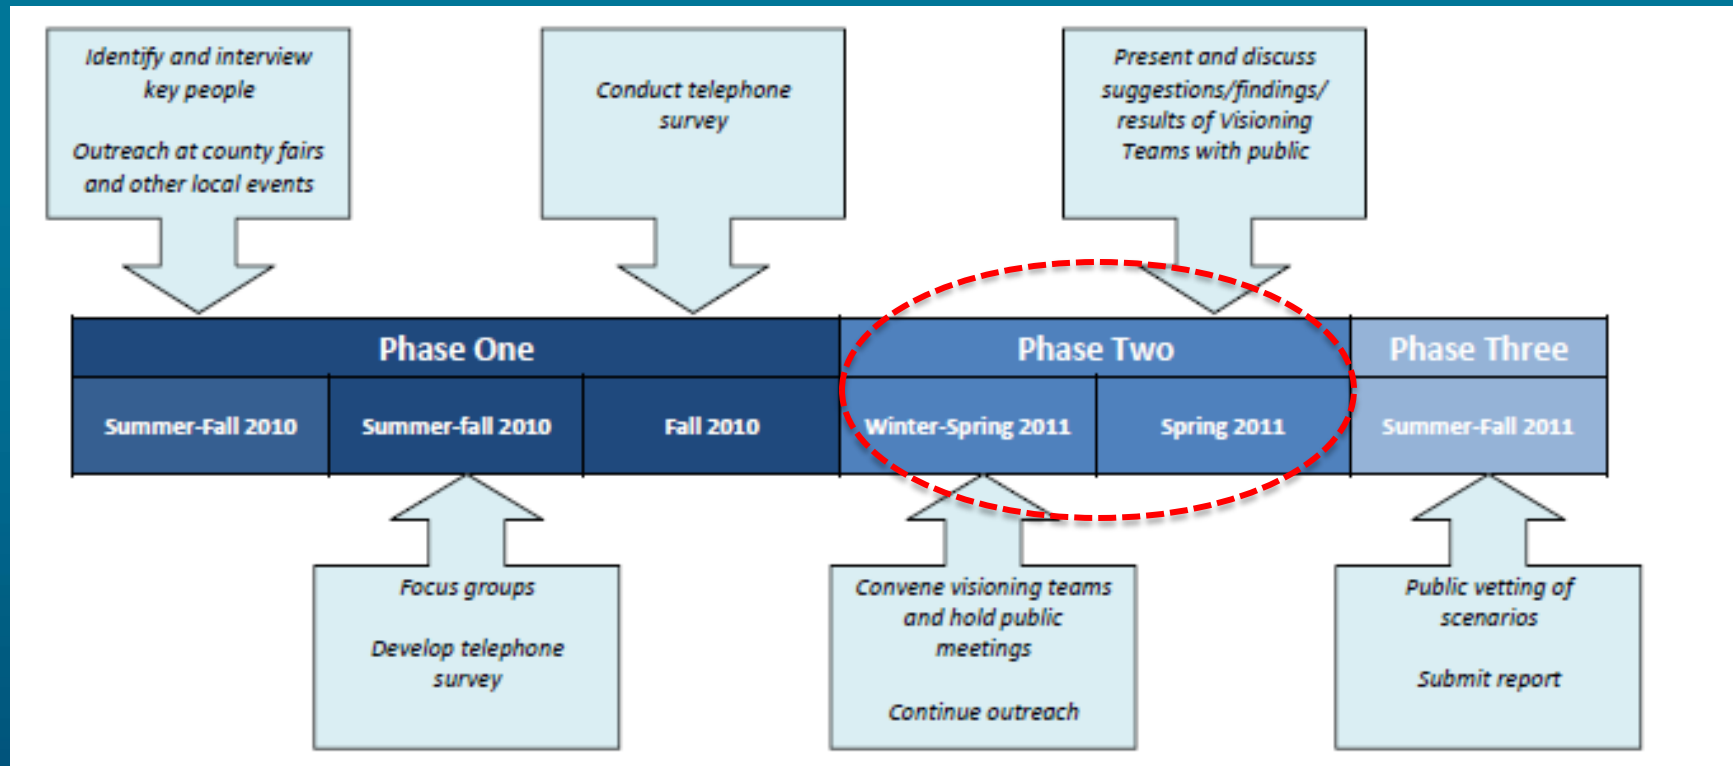 Identify and interview
key people
Outreach at county fairs
and other local events
Conduct telephone
survey
Present and discuss
suggestions/findings/
results of Visioning
Teams with public
Phase One
Phase Two
Phase Three
Summer-Fall 2010
Summer-fall 2010
Fall 2010
Winter-Spring 2011
Spring 2011
Summer-Fall 2011
Focus groups
Develop telephone
survey
Convene visioning teams
and hold public
meetings
Continue outreach
Public vetting of
scenarios
Submit report